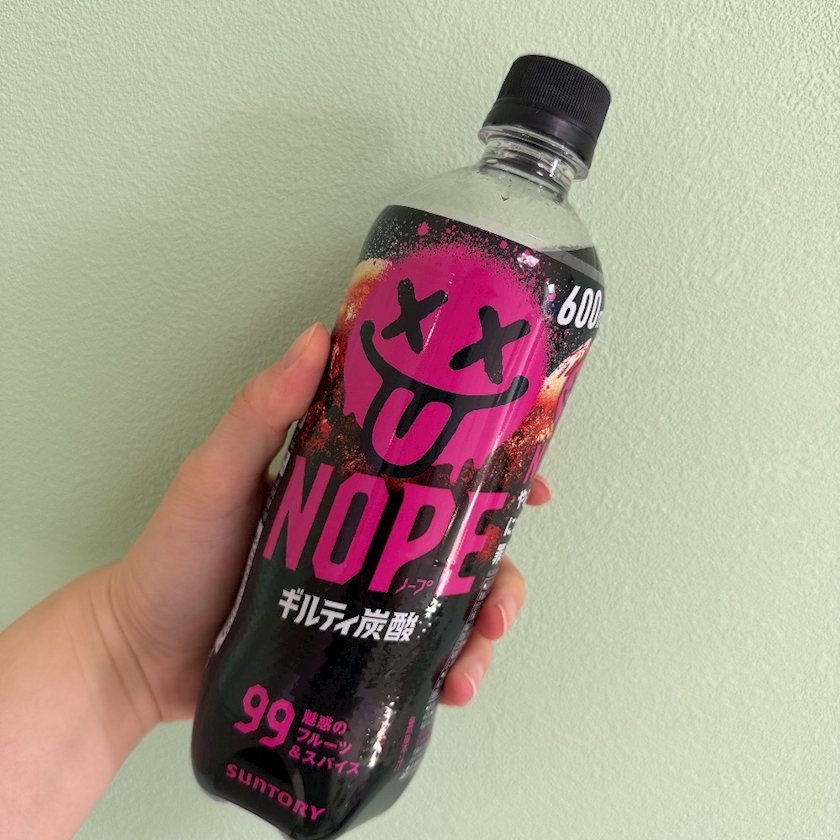 600
NOPE
ノープ
ギルティ炭酸
99
魅惑の
フルーツ
&スパイス
SUNTORY